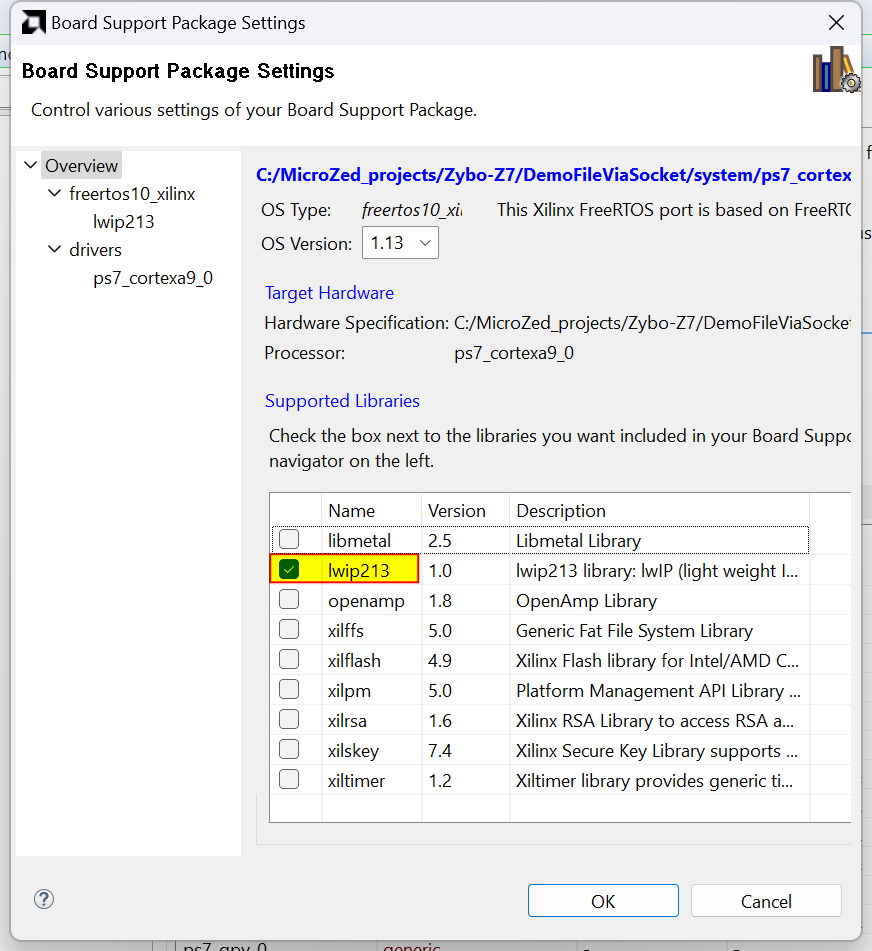 Board Support Package Settings
Board Support Package Settings
Control various settings of your Board Support Package.
Overview
freertos10_xilinx
lwip213
drivers
ps7_cortexa9_0
C:/MicroZed_projects/Zybo-Z7/DemoFileViaSocket/system/ps7_cortex
OS Type: freertos10_xil This Xilinx FreeRTOS port is based on FreeRTO
OS Version: 1.13
Target Hardware
Hardware Specification: C:/MicroZed_projects/Zybo-Z7/DemoFileViaSocket
Processor: ps7_cortexa9_0
Supported Libraries
Check the box next to the libraries you want included in your Board Suppo
navigator on the left.
Name Version Description
libmetal 2.5 Libmetal Library
lwip213 1.0 lwip213 library: lwIP (light weight I...
openamp 1.8 OpenAmp Library
xilffs 5.0 Generic Fat File System Library
xilflash 4.9 Xilinx Flash library for Intel/AMD C...
xilpm 5.0 Platform Management API Library ...
xilrsa 1.6 Xilinx RSA Library to access RSA a...
xilskey 7.4 Xilinx Secure Key Library supports ...
xiltimer 1.2 Xiltimer library provides generic ti...
OK Cancel